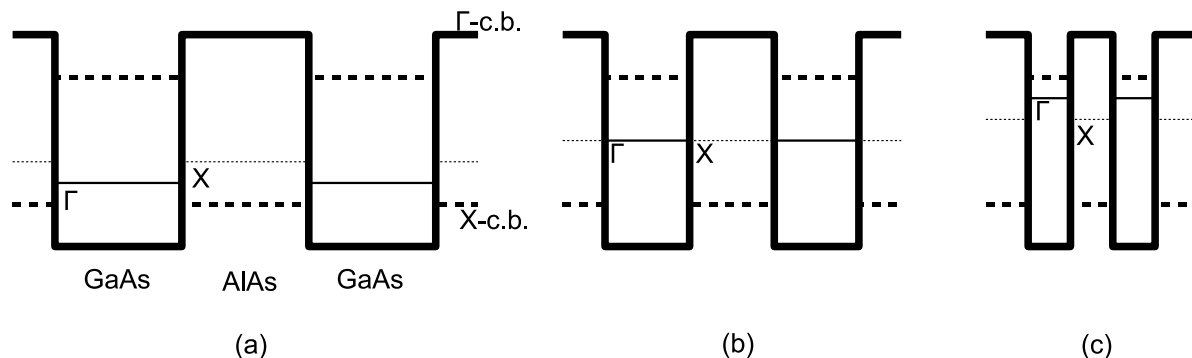 Γ-c.b.
Γ
X
X-c.b.
GaAs
AlAs
GaAs
(a)
Γ
X
(b)
Γ
X
(c)